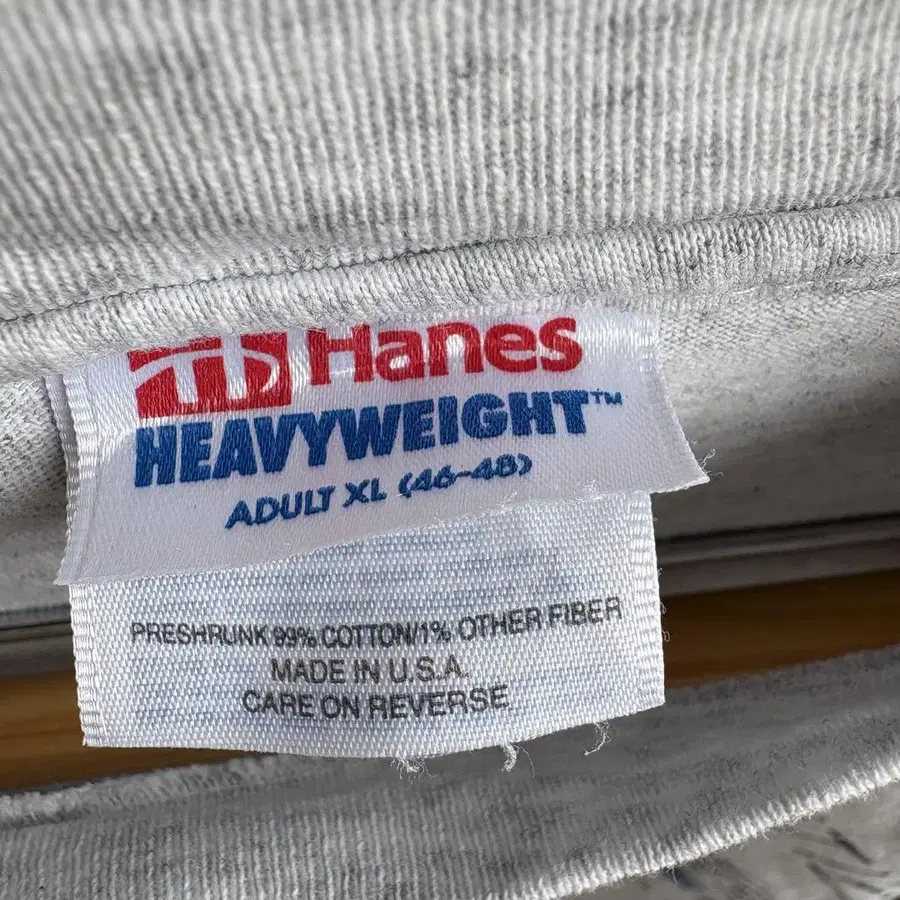 Hanes
HEAVYWEIGHT™
ADULT XL (46-48)
PRESHRUNK 99% COTTON/1% OTHER FIBER
MADE IN U.S.A.
CARE ON REVERSE